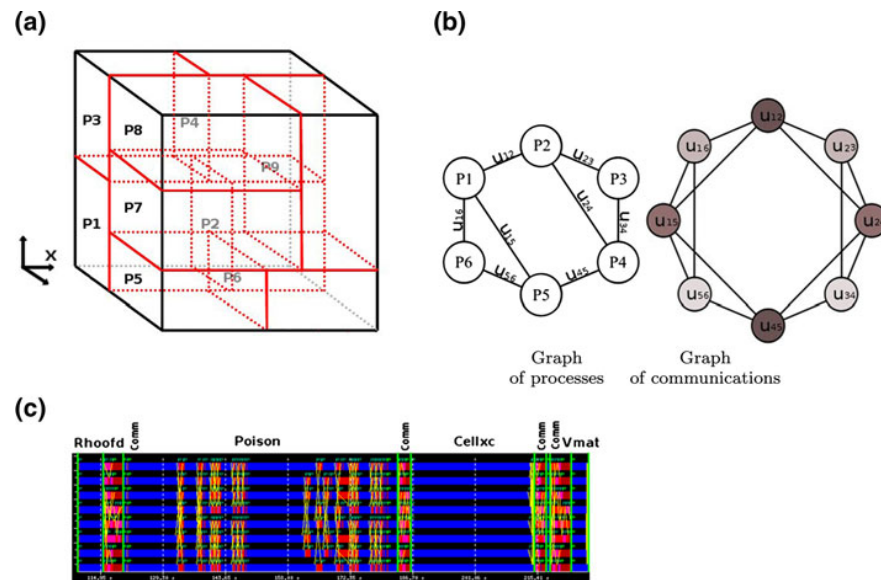 (a)
(b)
P3
P8
P4
P9
P1
P7
P2
P5
P6
X
P1
P2
P3
P4
P5
P6
u12
u23
u34
u24
u15
u16
u45
u56
u12
u16
u23
u15
u56
u34
u45
Graph
of processes
Graph
of communications
(c)
Rhoofd
Comm
Poison
Comm
Cellxc
Comm
Comm
Vmat